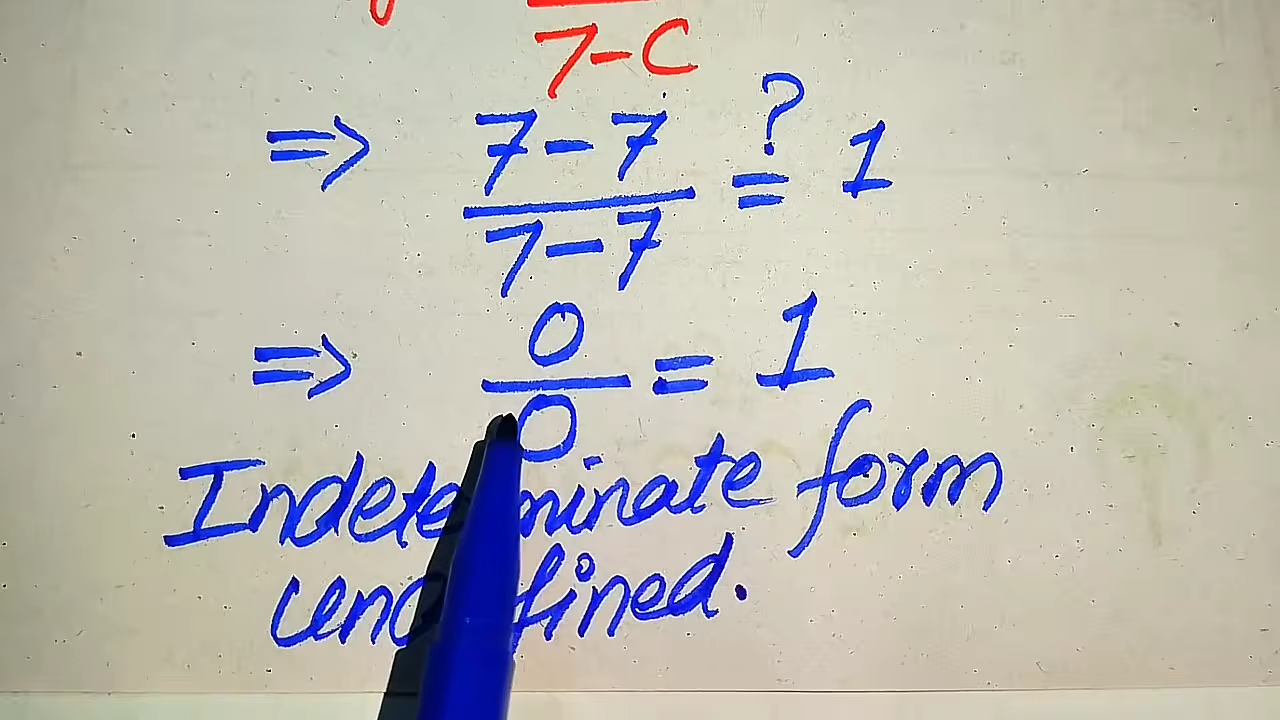 7-C
⇒ 7-7 / 7-7 =? 1
⇒ 0/0 = 1
Indeterminate form
undefined.